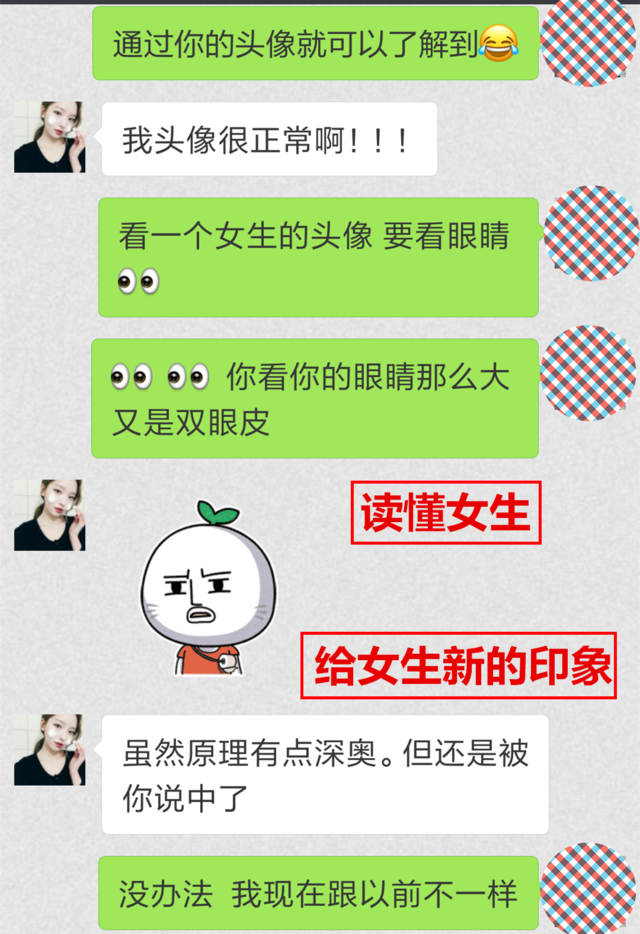 通过你的头像就可以了解到😂
我头像很正常啊！！！
看一个女生的头像 要看眼睛
👀
👀 👀 你看你的眼睛那么大
又是双眼皮
读懂女生
给女生新的印象
虽然原理有点深奥。但还是被
你说中了
没办法 我现在跟以前不一样